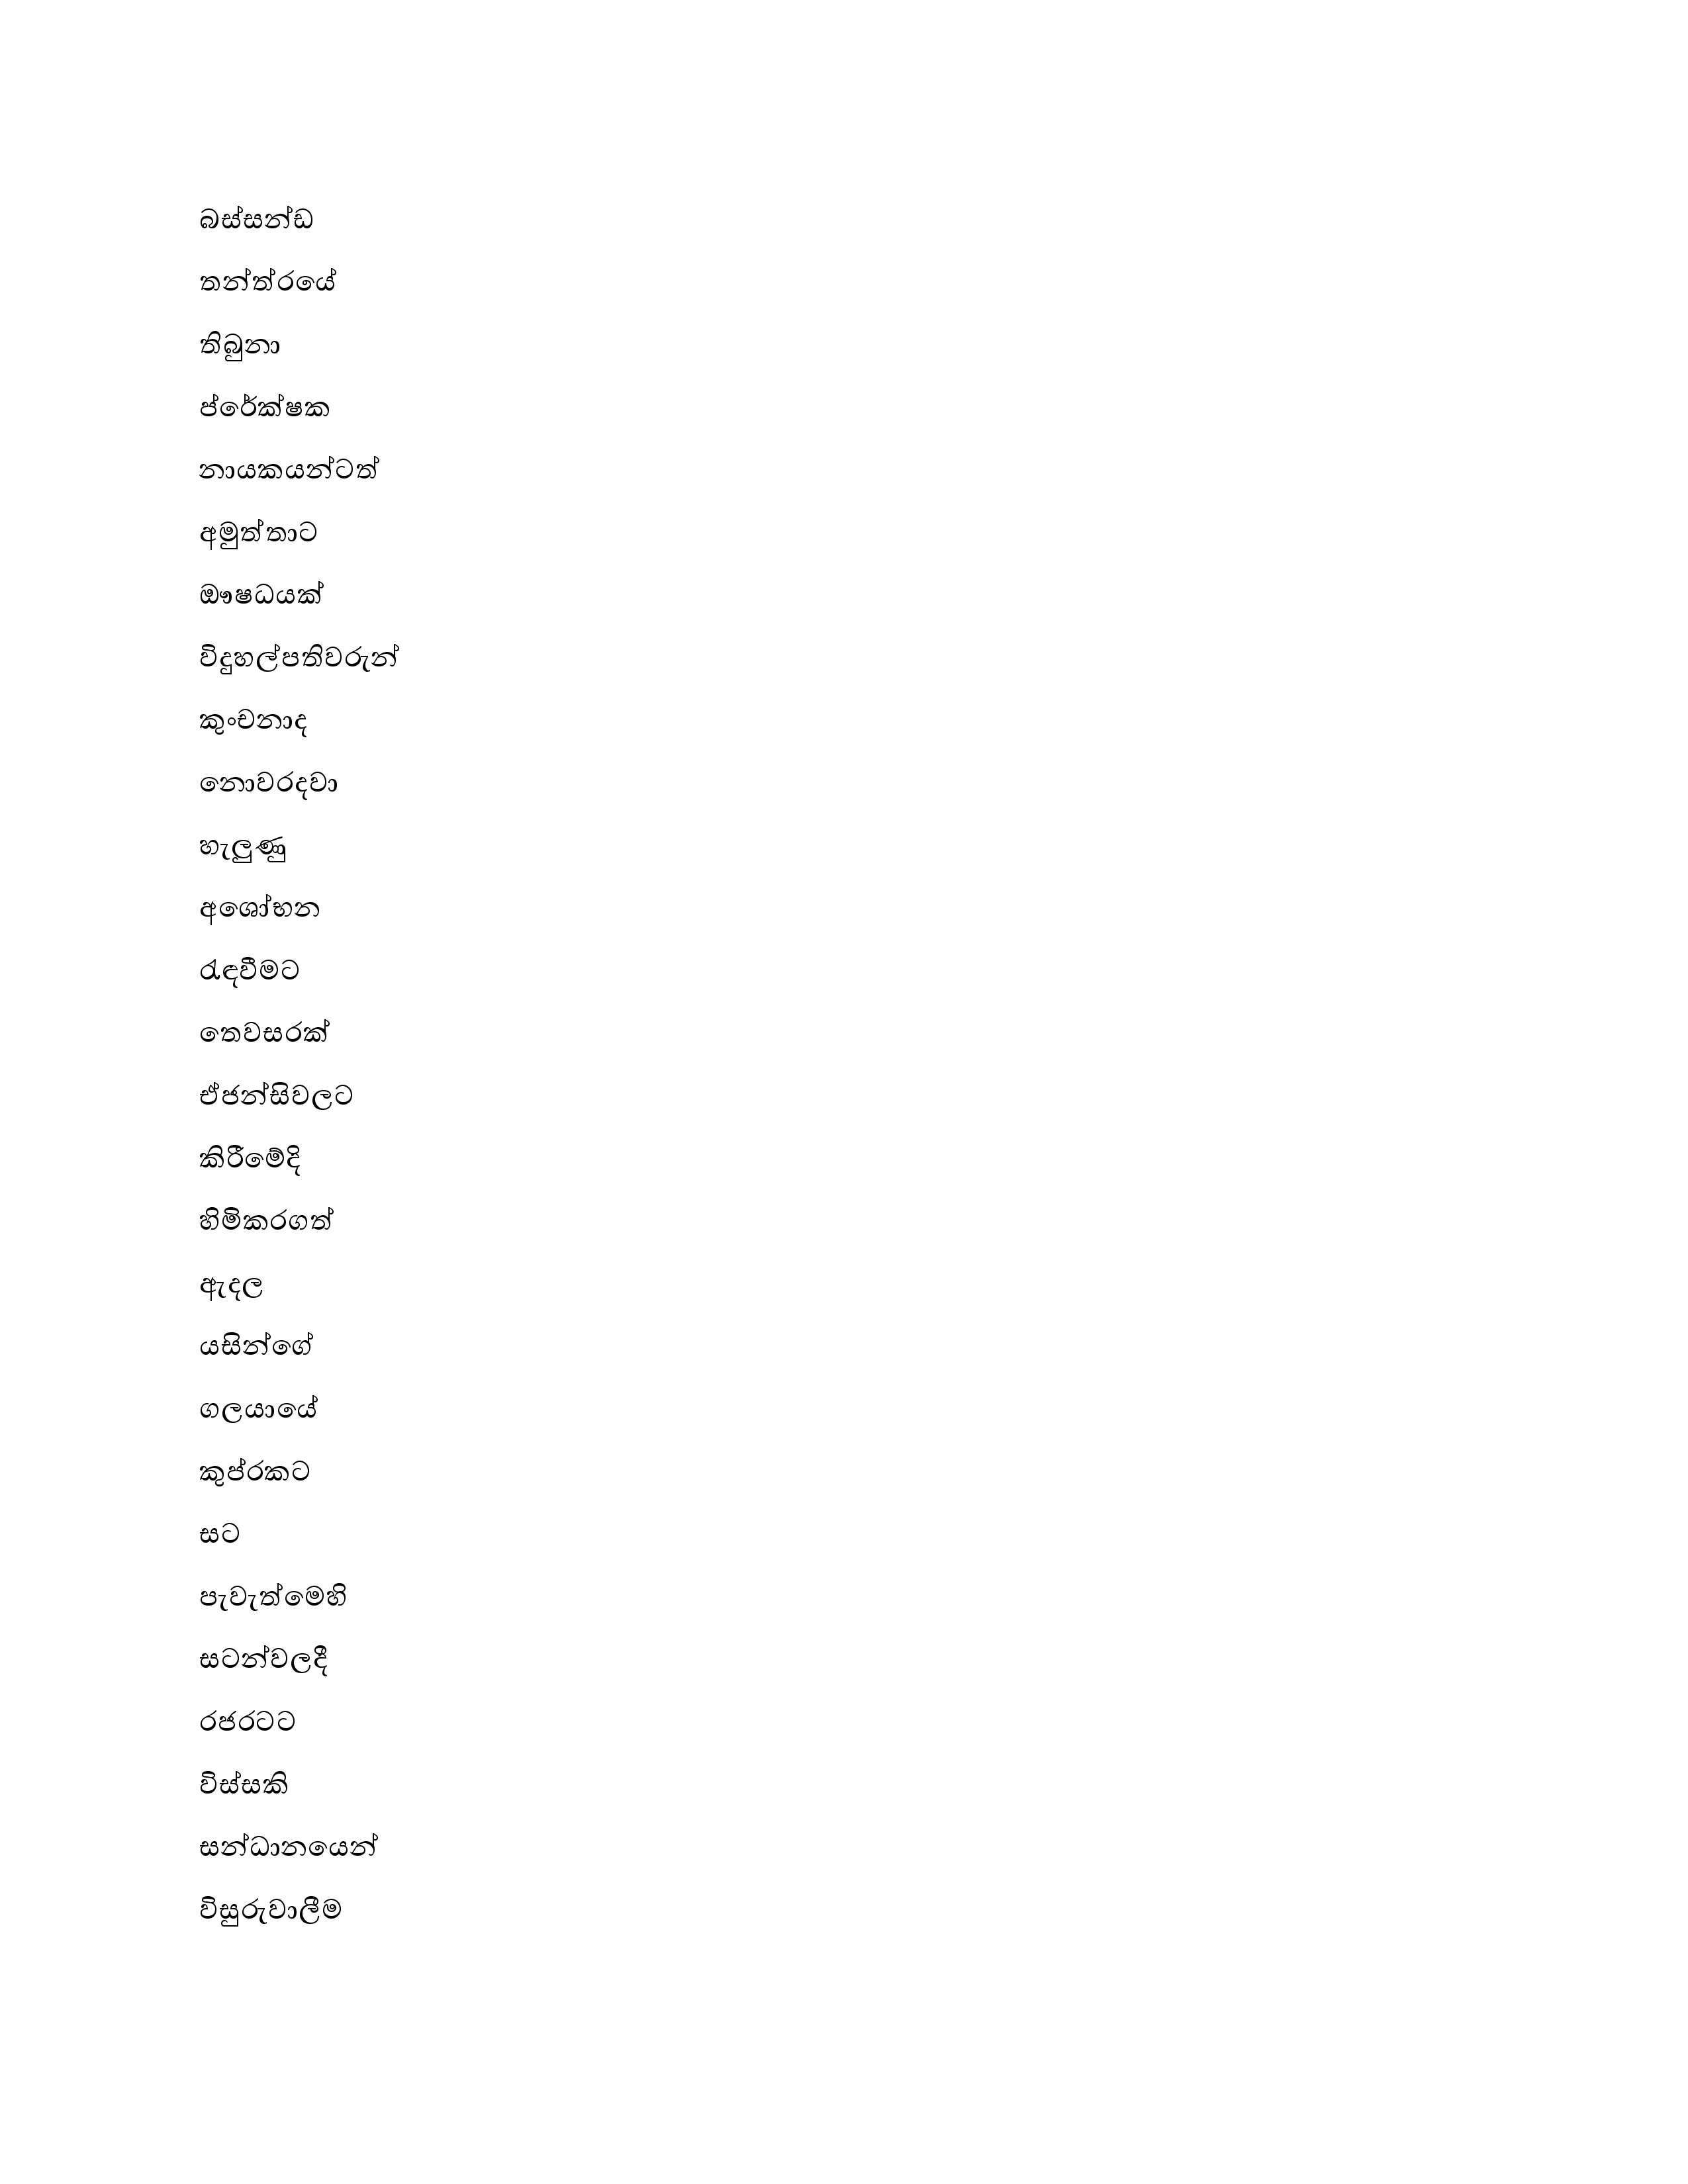 බස්සන්ඩ
තන්ත්රයේ
තිබුනා
ප්රේක්ෂක
නායකයන්ටත්
අමුත්තාට
ඖෂධයක්
විදුහල්පතිවරුන්
කුංචනාද
නොවරදවා
හැලුණු
අශෝභන
රැඳවීමට
තෙවසරක්
ඒජන්සිවලට
කිරීමේදි
හිමිකරගත්
ඇදල
යසින්ගේ
ගලයායේ
කුප්රකට
සට
පැවැත්මෙහි
සටන්වලදී
රජරටට
විස්සකි
සන්ධානයෙන්
විසුරුවාලීම